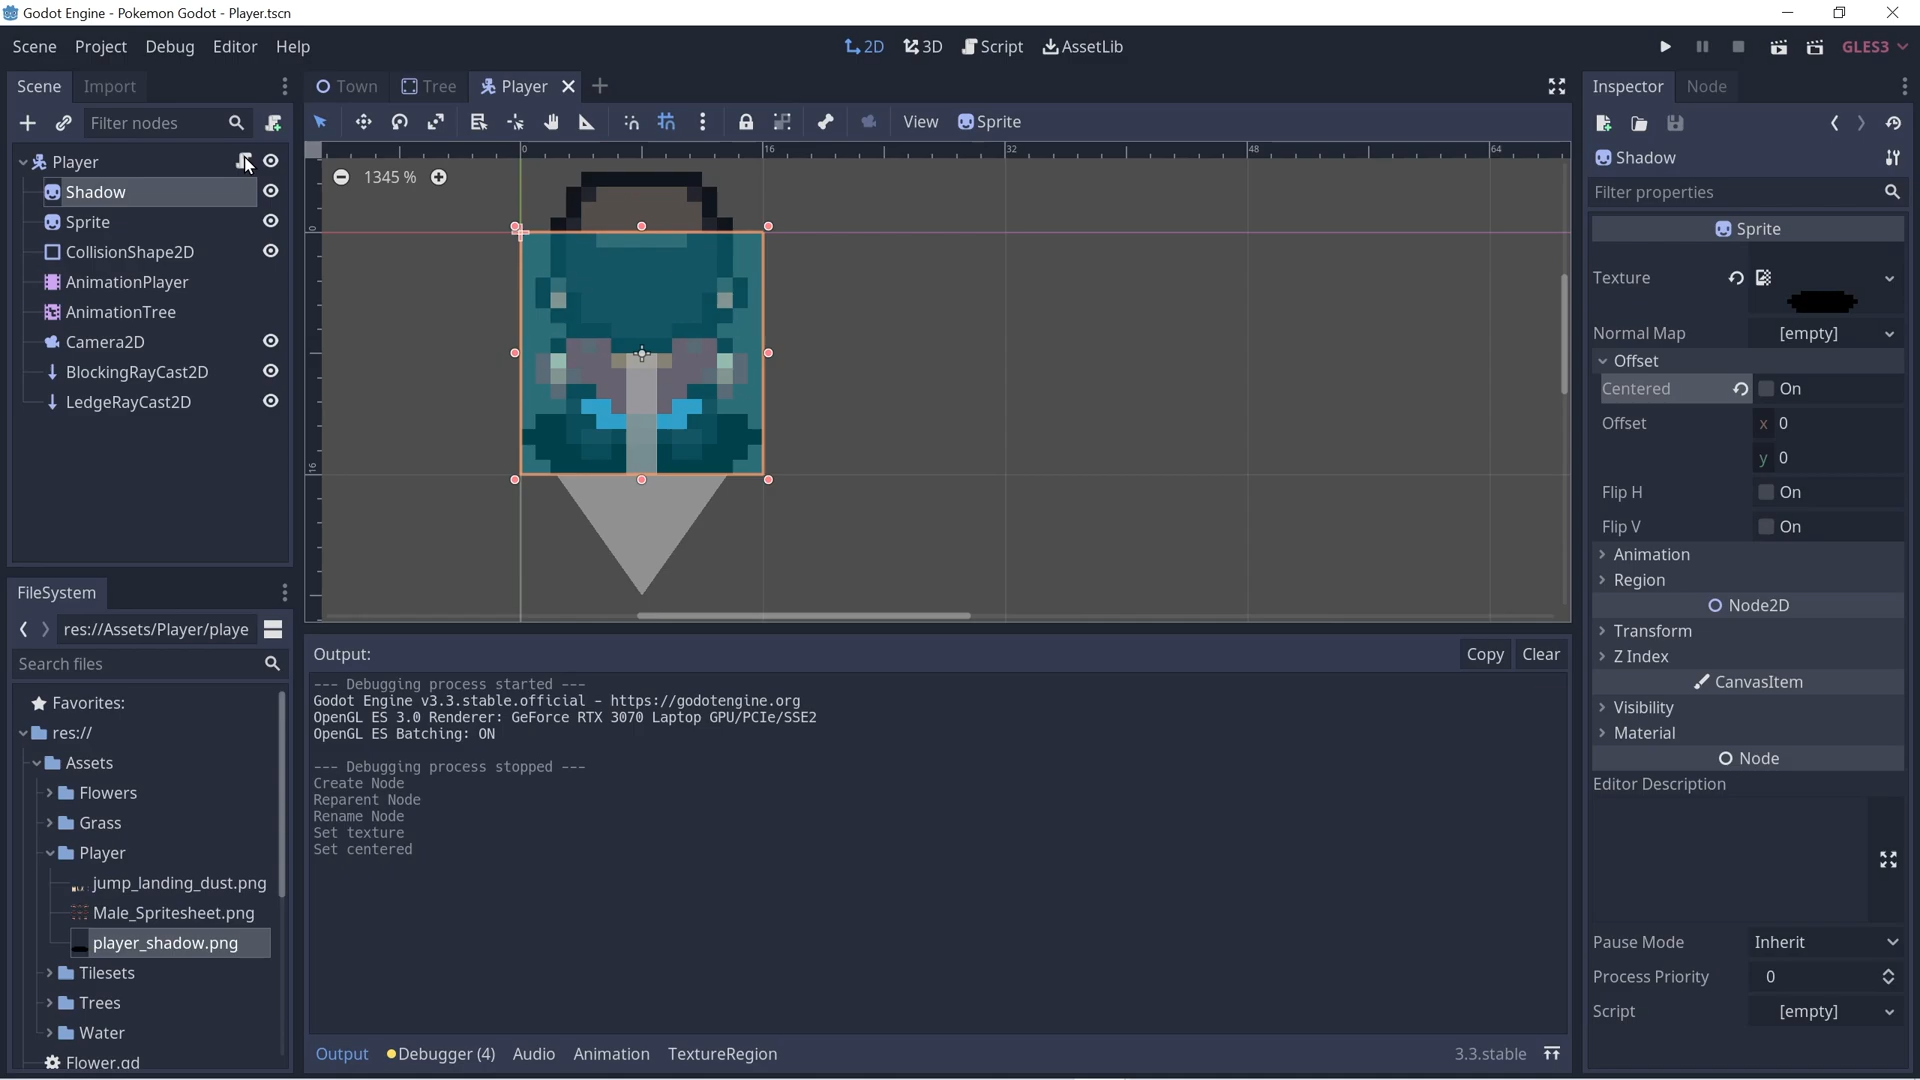 Godot Engine - Pokemon Godot - Player.tscn
Scene Project Debug Editor Help
2D 3D Script AssetLib
GLES3
Scene Import
Town Tree Player
Inspector Node
Filter nodes
View Sprite
Player
Shadow
Sprite
CollisionShape2D
AnimationPlayer
AnimationTree
Camera2D
BlockingRayCast2D
LedgeRayCast2D
0 16 32 48 64
1345 %
0
16
Shadow
Filter properties
Sprite
Texture
Normal Map [empty]
Offset
Centered On
Offset x 0
y 0
Flip H On
Flip V On
Animation
Region
Node2D
Transform
Z Index
CanvasItem
Visibility
Material
Node
Editor Description
Pause Mode Inherit
Process Priority 0
Script [empty]
FileSystem
res://Assets/Player/playe
Search files
Favorites:
res://
Assets
Flowers
Grass
Player
jump_landing_dust.png
Male_Spritesheet.png
player_shadow.png
Tilesets
Trees
Water
Flower.gd
Output: Copy Clear
--- Debugging process started ---
Godot Engine v3.3.stable.official - https://godotengine.org
OpenGL ES 3.0 Renderer: GeForce RTX 3070 Laptop GPU/PCIe/SSE2
OpenGL ES Batching: ON
--- Debugging process stopped ---
Create Node
Reparent Node
Rename Node
Set texture
Set centered
Output Debugger (4) Audio Animation TextureRegion 3.3.stable